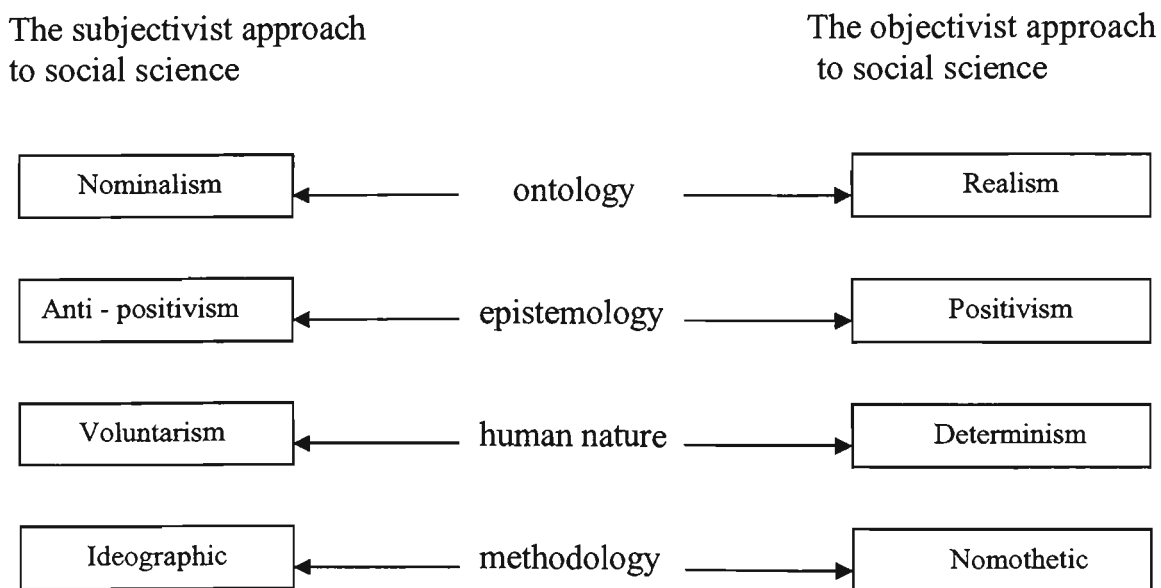 The subjectivist approach
to social science
The objectivist approach
to social science
Nominalism
ontology
Realism
Anti - positivism
epistemology
Positivism
Voluntarism
human nature
Determinism
Ideographic
methodology
Nomothetic